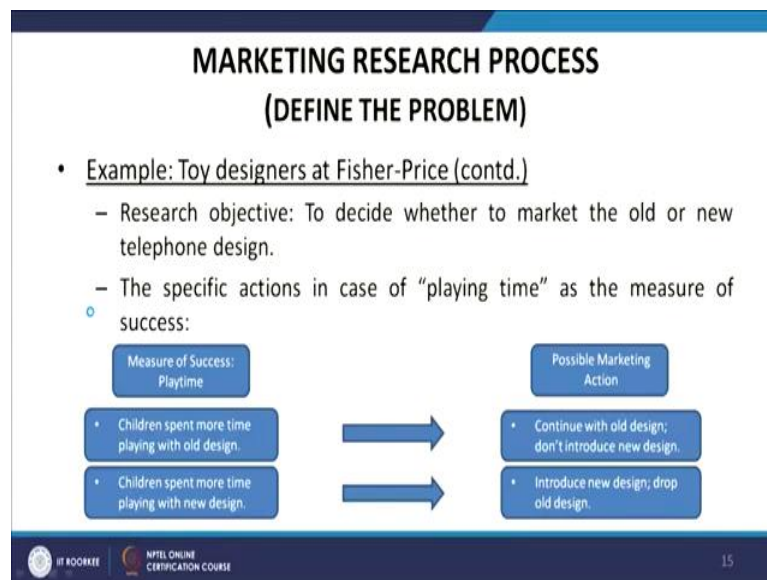 MARKETING RESEARCH PROCESS
(DEFINE THE PROBLEM)
• Example: Toy designers at Fisher-Price (contd.)
– Research objective: To decide whether to market the old or new
telephone design.
– The specific actions in case of “playing time” as the measure of
success:
Measure of Success:
Playtime
Possible Marketing
Action
• Children spent more time
playing with old design.
• Continue with old design;
don't introduce new design.
• Children spent more time
playing with new design.
• Introduce new design; drop
old design.
IIT ROORKEE
NPTEL ONLINE
CERTIFICATION COURSE
15